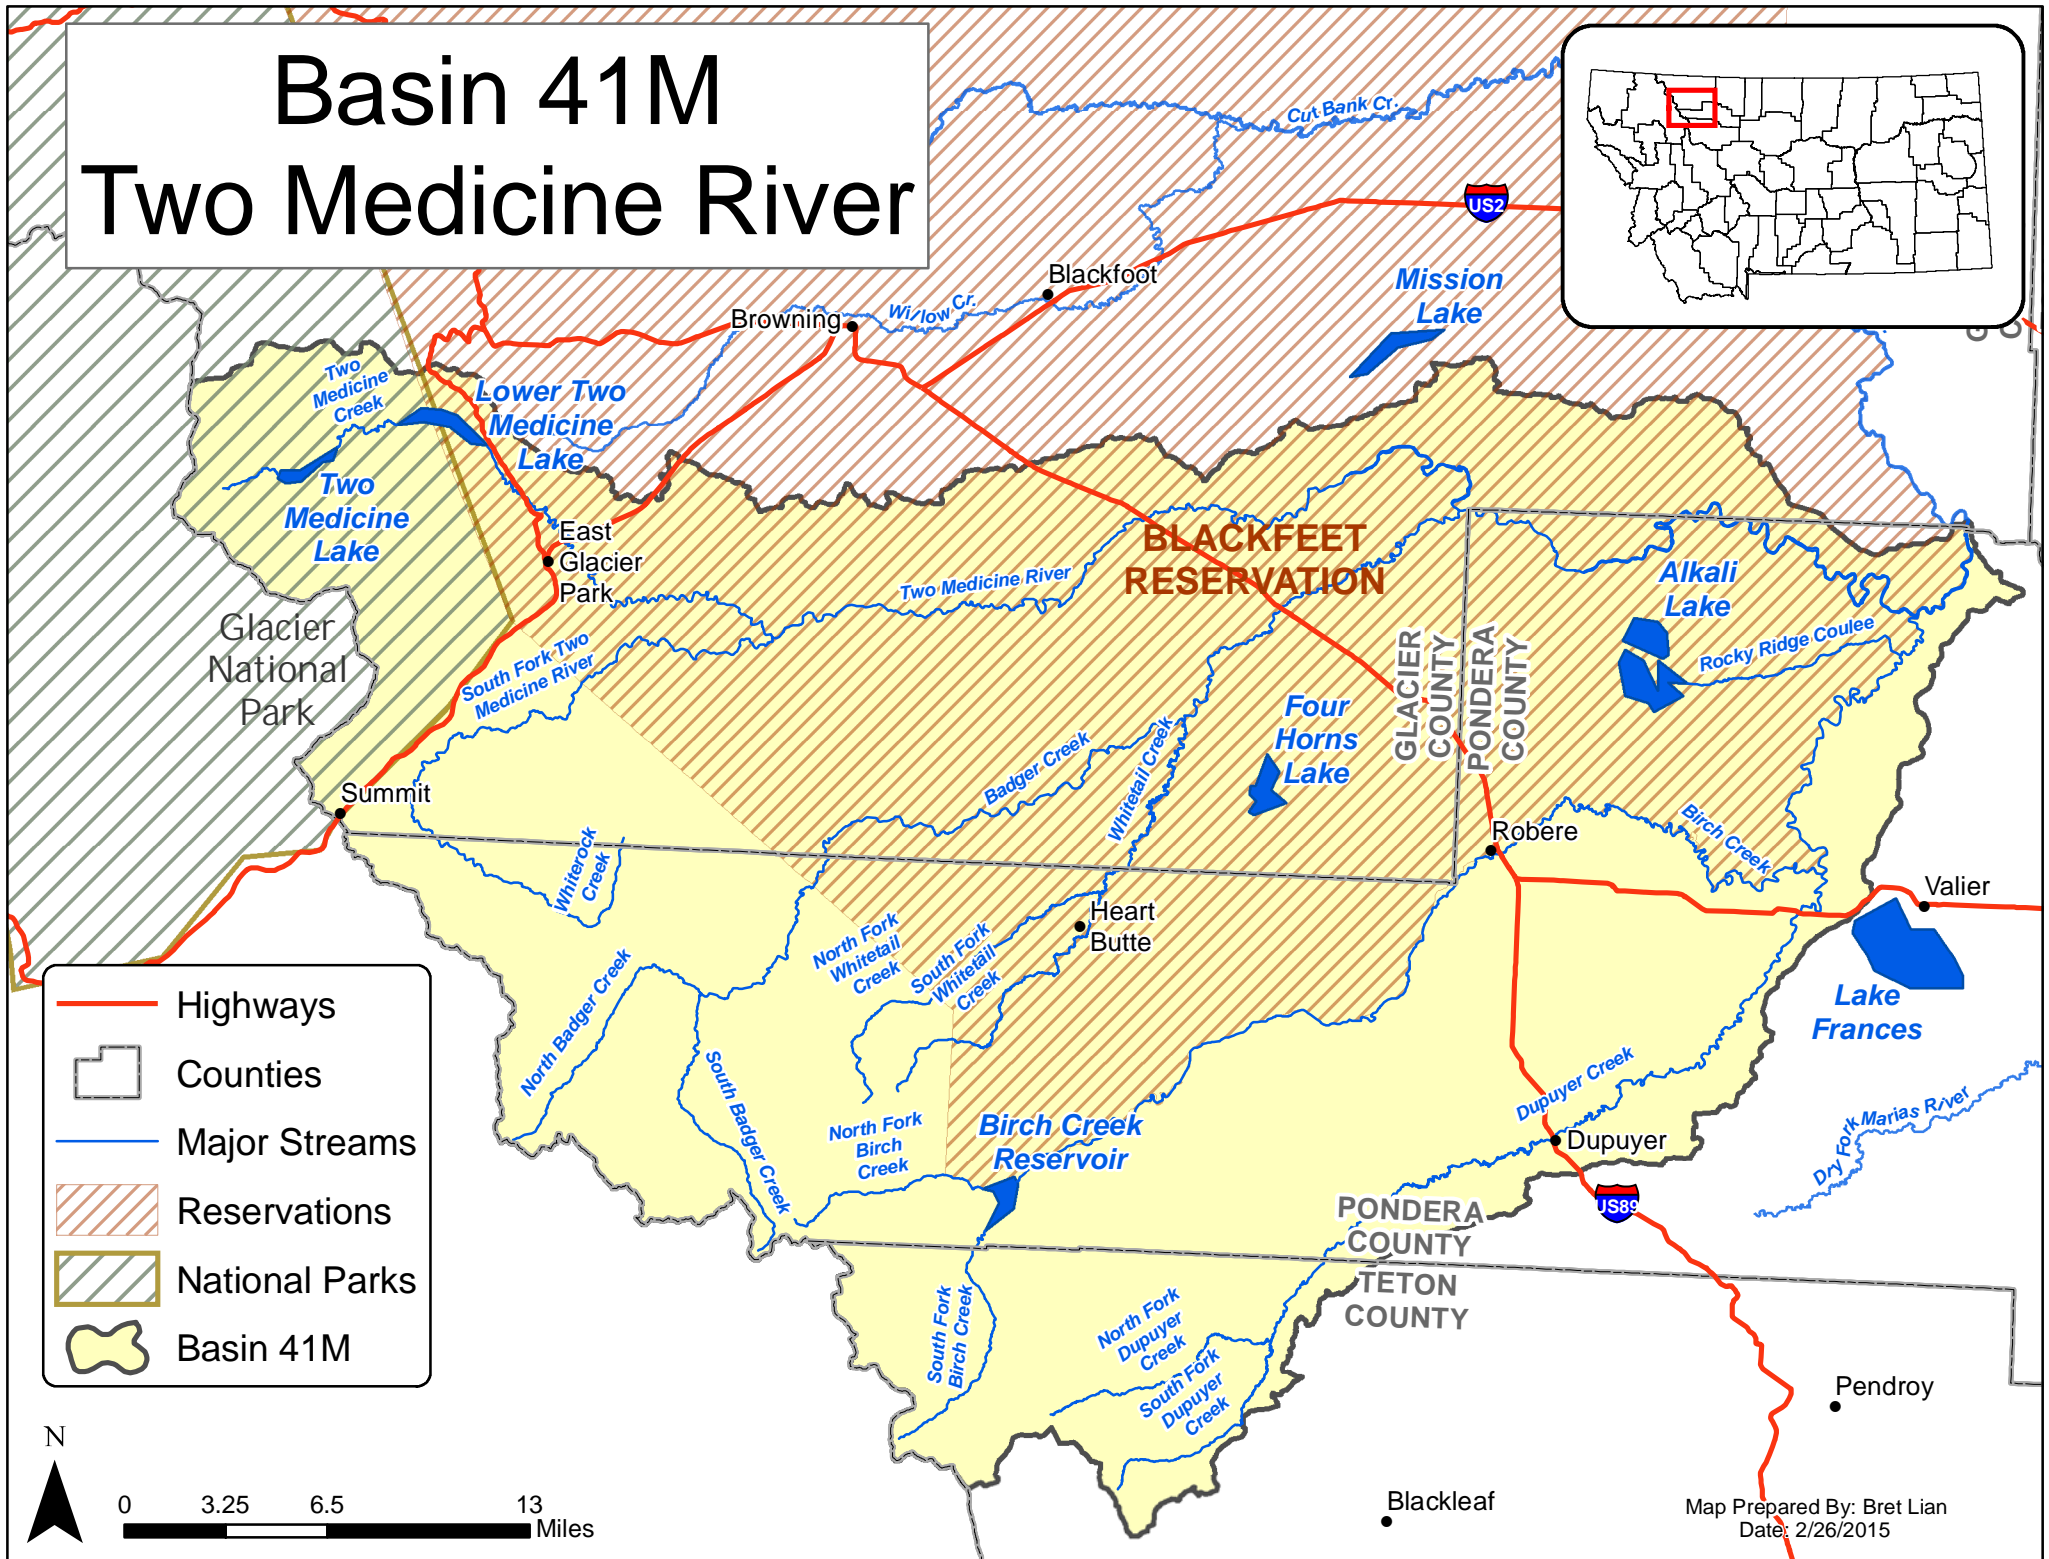 Basin 41M
Two Medicine River
Cut Bank Cr.
US2
Blackfoot
Mission
Lake
Browning
Willow Cr.
Two
Medicine
Creek
Lower Two
Medicine
Lake
Two
Medicine
Lake
East
Glacier
Park
BLACKFEET
RESERVATION
Two Medicine River
Alkali
Lake
Rocky Ridge Coulee
Glacier
National
Park
South Fork Two
Medicine River
GLACIER
COUNTY
PONDERA
COUNTY
Four
Horns
Lake
Badger Creek
Whitetail Creek
Summit
Robere
Birch Creek
Whiterock
Creek
Valier
Heart
Butte
North Fork
Whitetail
Creek
South Fork
Whitetail
Creek
North Badger Creek
Lake
Frances
South Badger Creek
North Fork
Birch
Creek
Birch Creek
Reservoir
Dupuyer Creek
Dupuyer
Dry Fork Marias River
US89
PONDERA
COUNTY
TETON
COUNTY
South Fork
Birch Creek
North Fork
Dupuyer
Creek
South Fork
Dupuyer
Creek
Pendroy
Blackleaf
Highways
Counties
Major Streams
Reservations
National Parks
Basin 41M
N
0 3.25 6.5 13
Miles
Map Prepared By: Bret Lian
Date: 2/26/2015